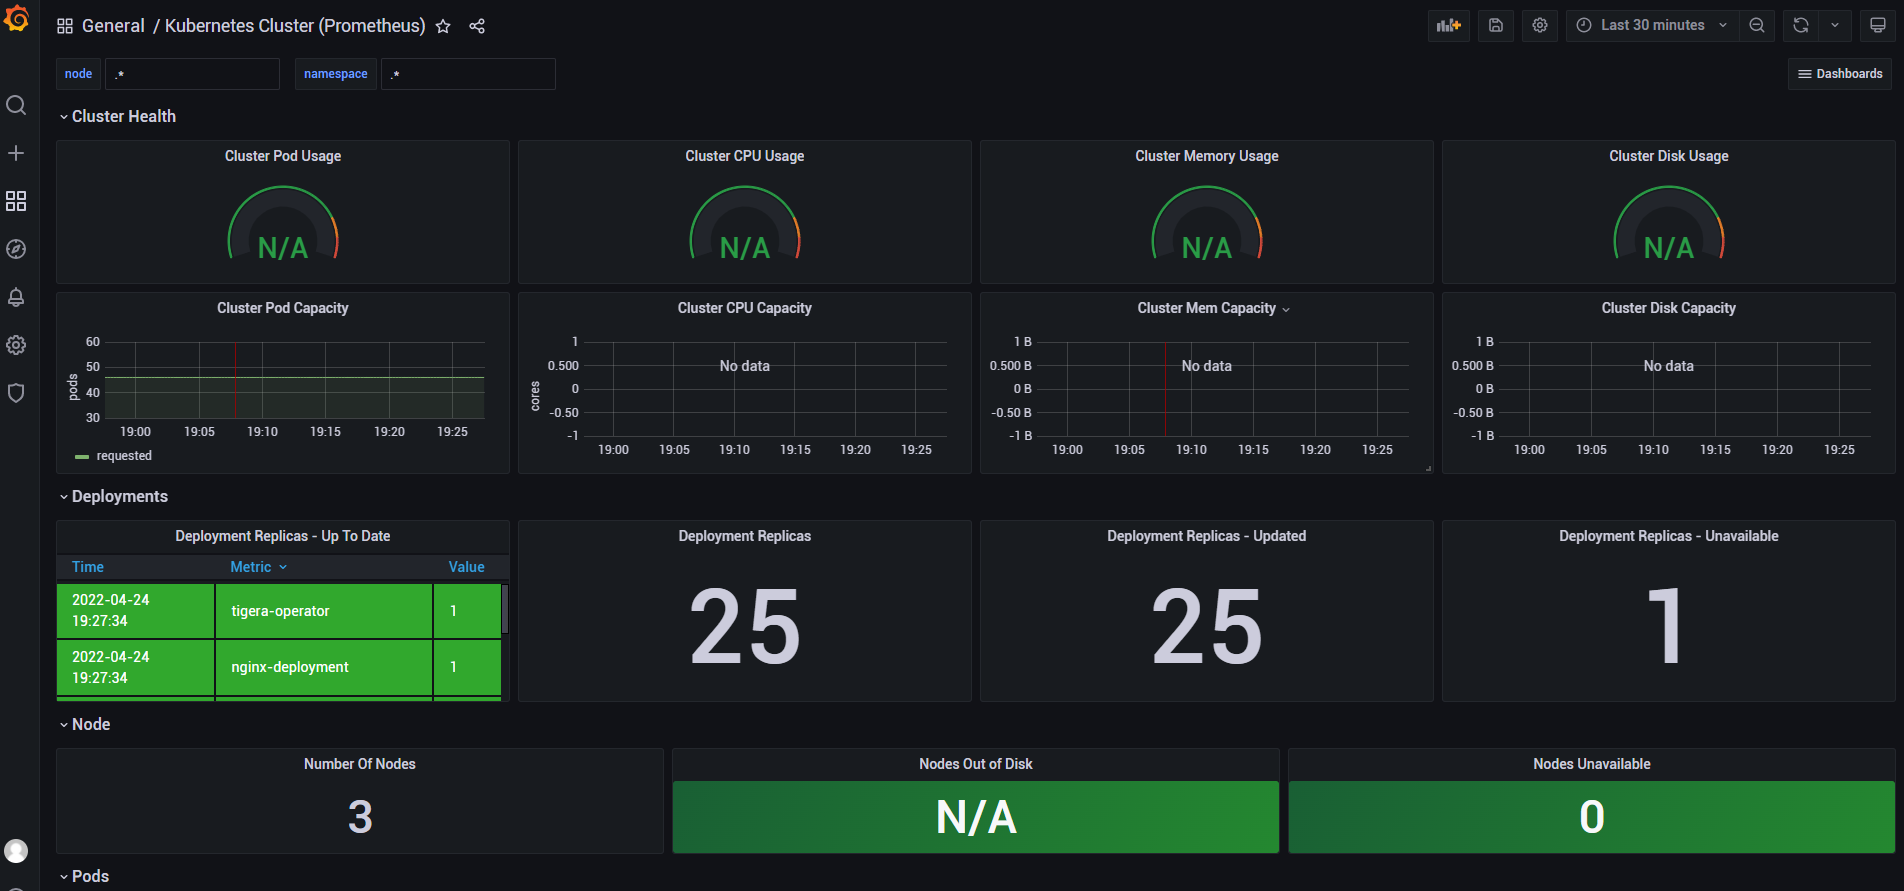 General / Kubernetes Cluster (Prometheus)
Last 30 minutes
node .* namespace .*
Dashboards
Cluster Health
Cluster Pod Usage
N/A
Cluster CPU Usage
N/A
Cluster Memory Usage
N/A
Cluster Disk Usage
N/A
Cluster Pod Capacity
pods
60
50
40
30
19:00 19:05 19:10 19:15 19:20 19:25
requested
Cluster CPU Capacity
cores
1
0.500
0
-0.50
-1
No data
19:00 19:05 19:10 19:15 19:20 19:25
Cluster Mem Capacity
1 B
0.500 B
0 B
-0.50 B
-1 B
No data
19:00 19:05 19:10 19:15 19:20 19:25
Cluster Disk Capacity
1 B
0.500 B
0 B
-0.50 B
-1 B
No data
19:00 19:05 19:10 19:15 19:20 19:25
Deployments
Deployment Replicas - Up To Date
Time Metric Value
2022-04-24
19:27:34
tigera-operator
1
2022-04-24
19:27:34
nginx-deployment
1
Deployment Replicas
25
Deployment Replicas - Updated
25
Deployment Replicas - Unavailable
1
Node
Number Of Nodes
3
Nodes Out of Disk
N/A
Nodes Unavailable
0
Pods